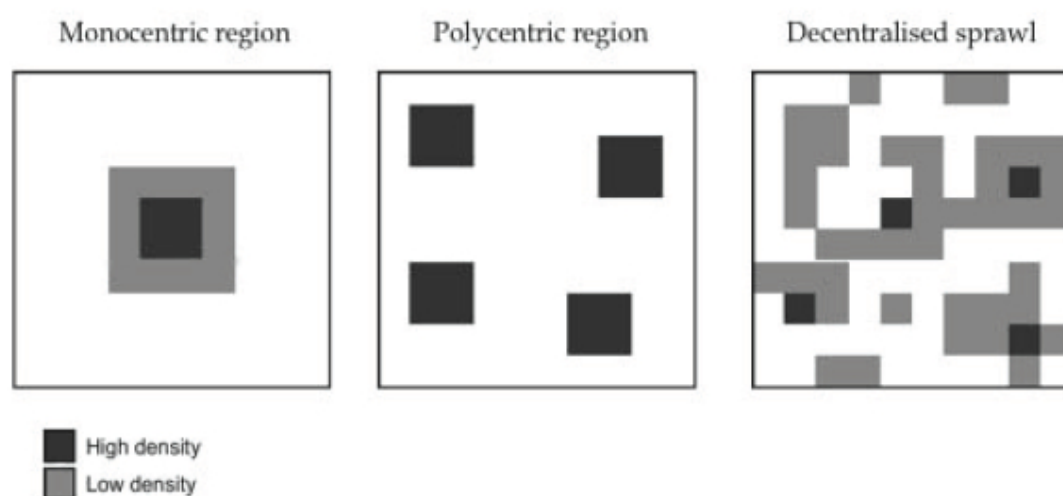 Monocentric region
Polycentric region
Decentralised sprawl
High density
Low density